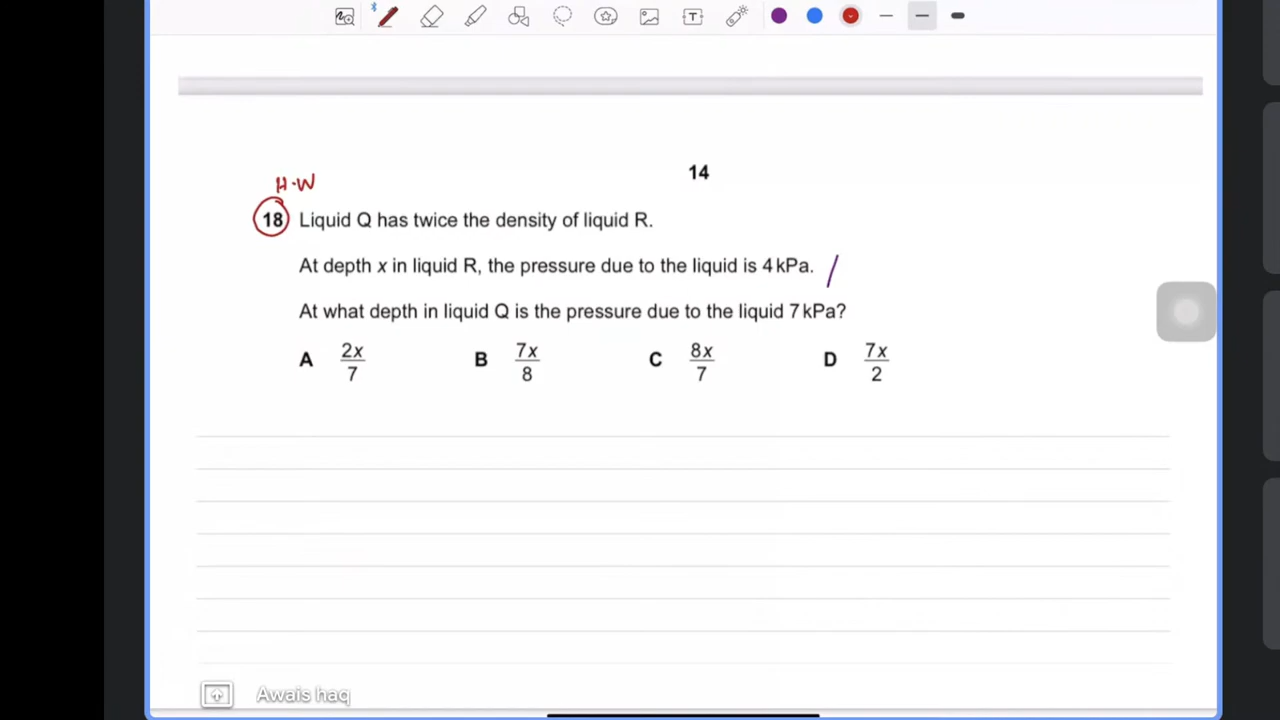 14
H.W
18 Liquid Q has twice the density of liquid R.
At depth x in liquid R, the pressure due to the liquid is 4 kPa.
At what depth in liquid Q is the pressure due to the liquid 7 kPa?
A 2x/7 B 7x/8 C 8x/7 D 7x/2
Awais haq